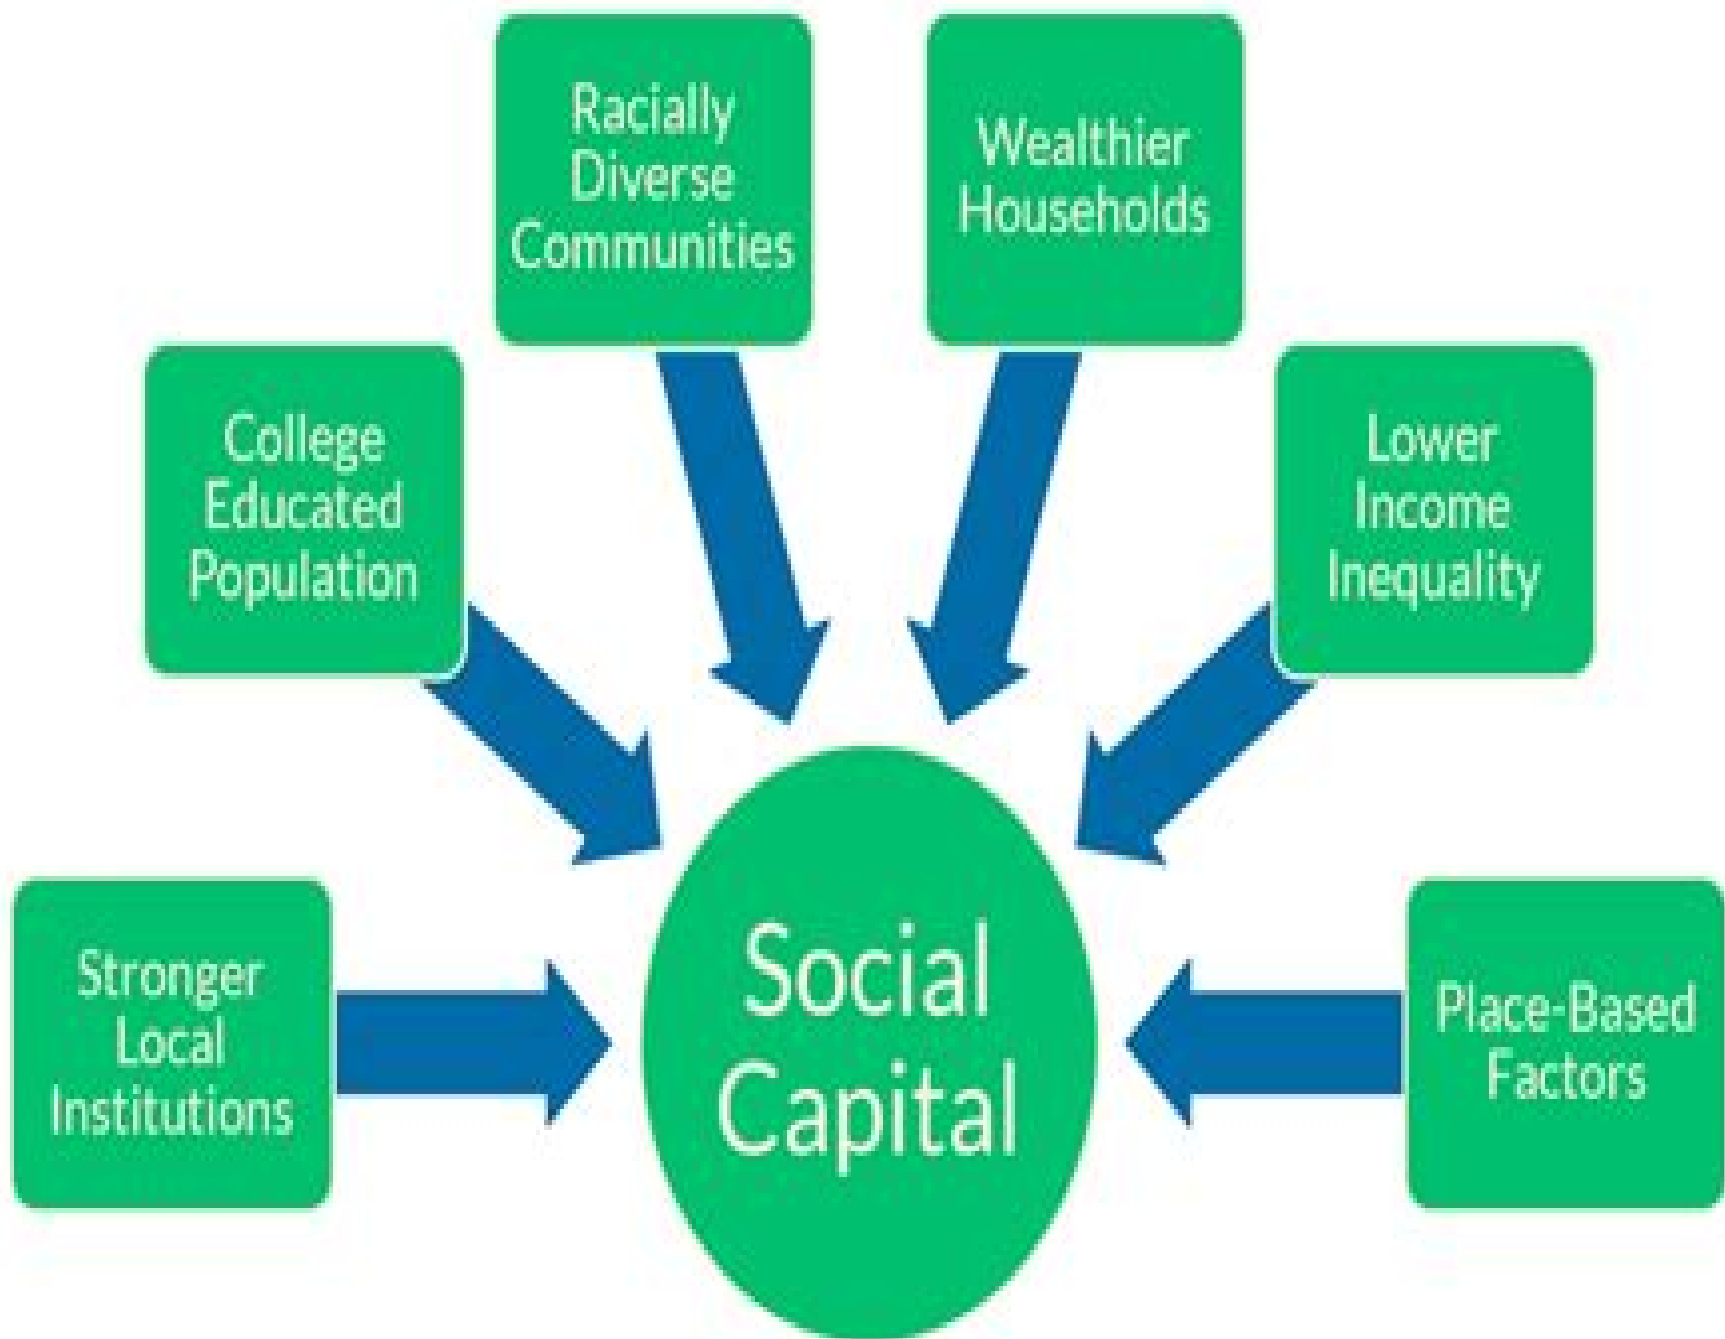 Racially
Diverse
Communities
Wealthier
Households
College
Educated
Population
Lower
Income
Inequality
Stronger
Local
Institutions
Social
Capital
Place-Based
Factors